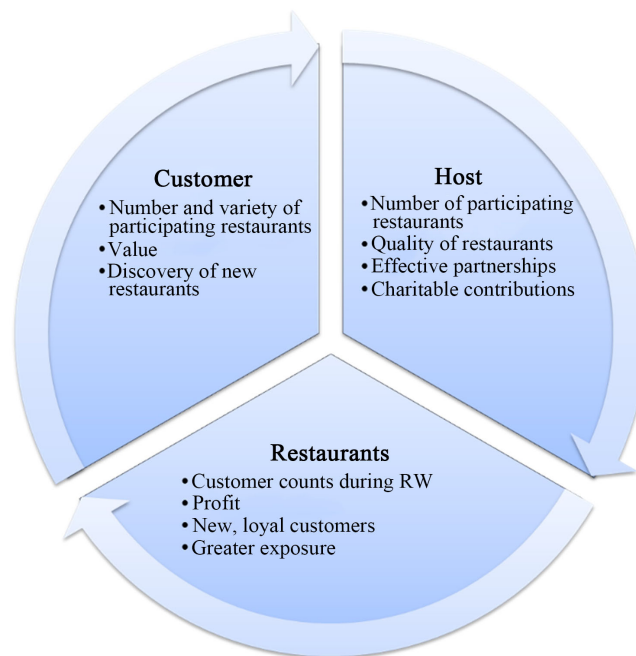 Customer
• Number and variety of
participating restaurants
• Value
• Discovery of new
restaurants
Host
• Number of participating
restaurants
• Quality of restaurants
• Effective partnerships
• Charitable contributions
Restaurants
• Customer counts during RW
• Profit
• New, loyal customers
• Greater exposure